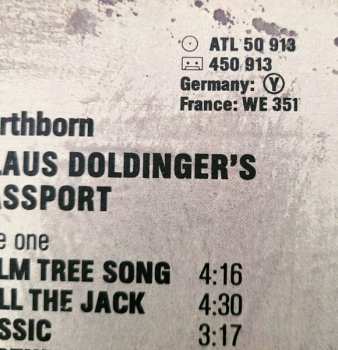 ATL 50 913
450 913
Germany: Y
France: WE 351
rthborn
LAUS DOLDINGER'S
ASSPORT
e one
LM TREE SONG 4:16
LL THE JACK 4:30
SSIC 3:17